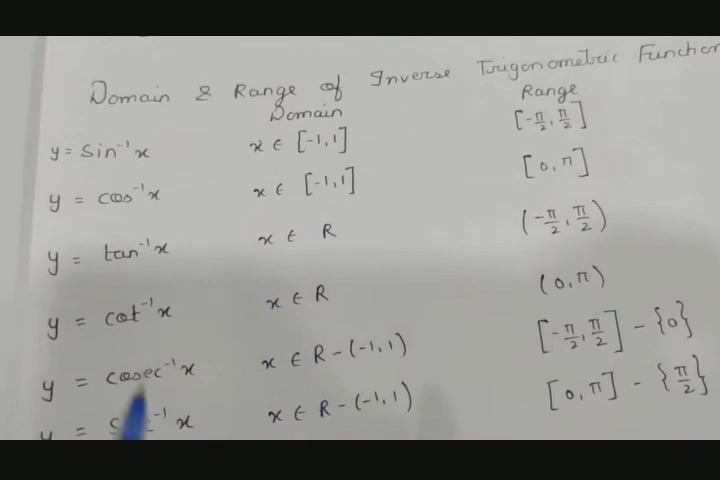 Domain & Range of Inverse Trigonometric Function
Domain Range
y = sin⁻¹x x ∈ [-1,1] [-π/2, π/2]
y = cos⁻¹x x ∈ [-1,1] [0, π]
y = tan⁻¹x x ∈ R (-π/2, π/2)
y = cot⁻¹x x ∈ R (0, π)
y = cosec⁻¹x x ∈ R-(-1,1) [-π/2, π/2] - {0}
y = ⁻¹x x ∈ R-(-1,1) [0, π] - {π/2}